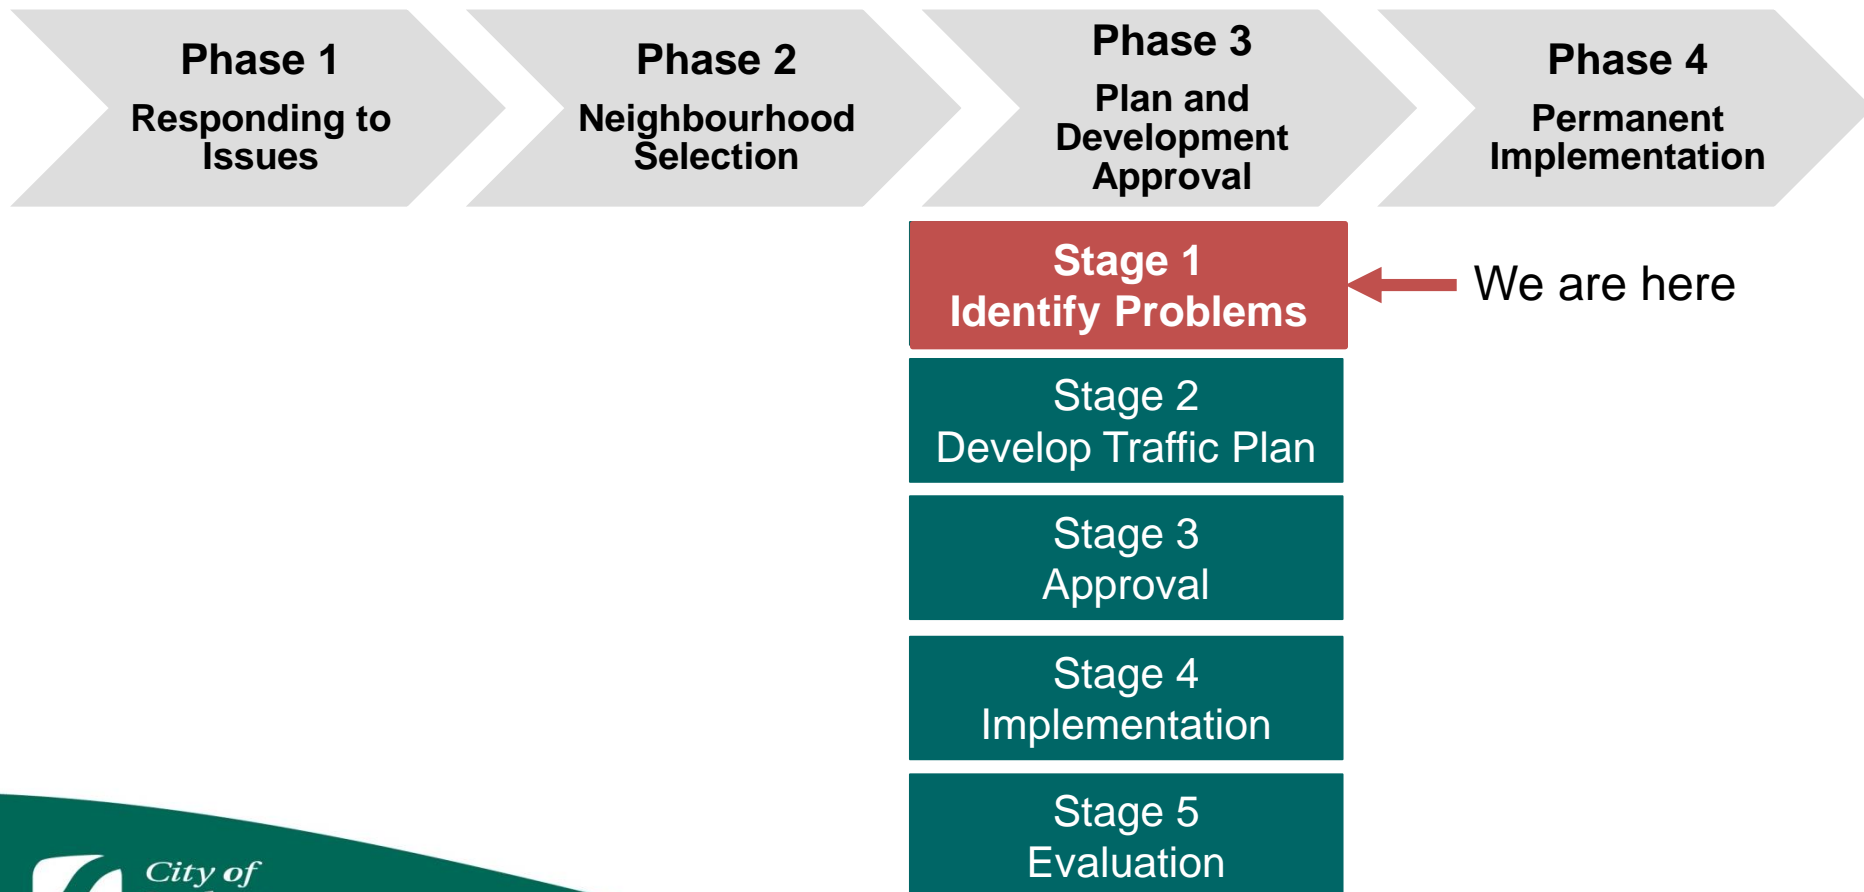 Phase 1
Responding to
Issues
Phase 2
Neighbourhood
Selection
Phase 3
Plan and
Development
Approval
Phase 4
Permanent
Implementation
Stage 1
Identify Problems
We are here
Stage 2
Develop Traffic Plan
Stage 3
Approval
Stage 4
Implementation
Stage 5
Evaluation
City of